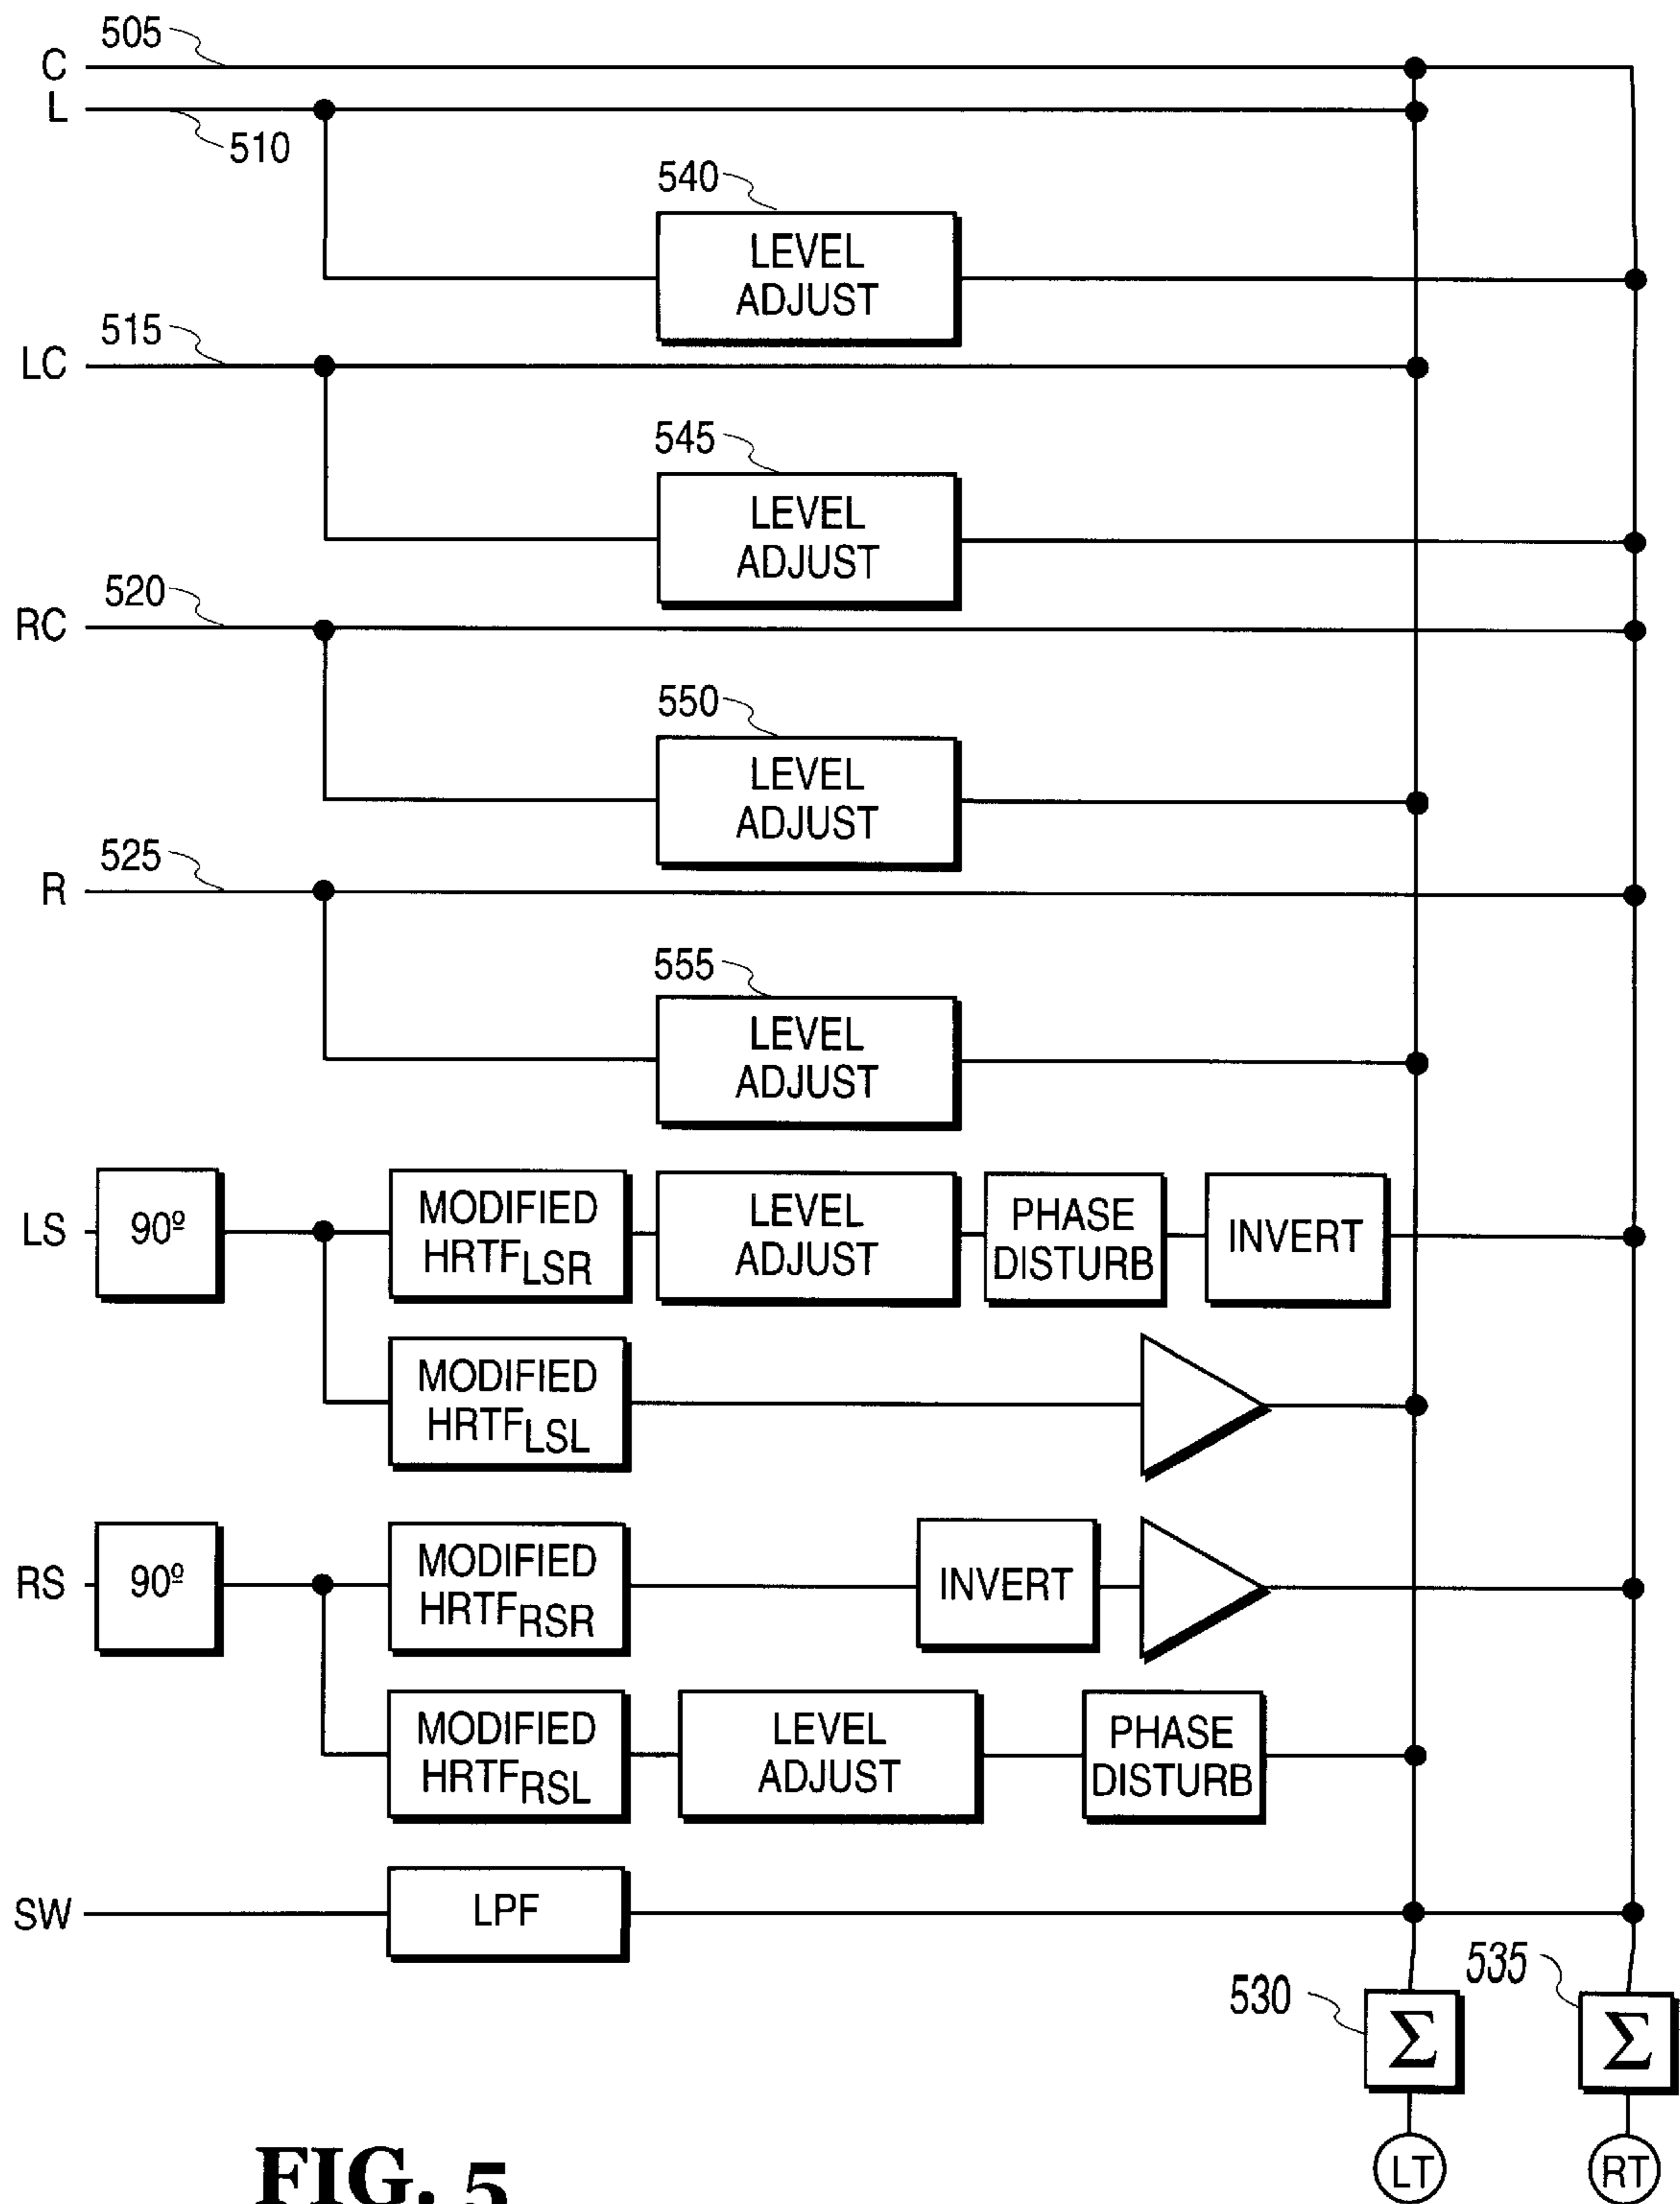 505
C
L
510
540
LEVEL
ADJUST
515
LC
545
LEVEL
ADJUST
520
RC
550
LEVEL
ADJUST
525
R
555
LEVEL
ADJUST
LS
90º
MODIFIED
HRTFLSR
LEVEL
ADJUST
PHASE
DISTURB
INVERT
MODIFIED
HRTFLSL
RS
90º
MODIFIED
HRTFRSR
INVERT
MODIFIED
HRTFRSL
LEVEL
ADJUST
PHASE
DISTURB
SW
LPF
530
Σ
535
Σ
LT
RT
FIG. 5